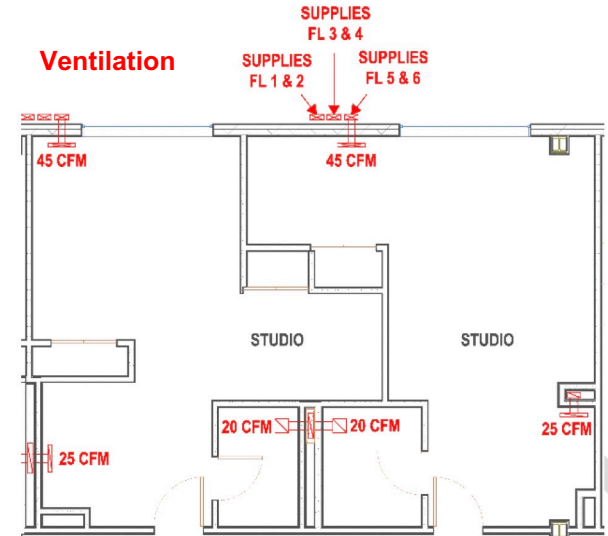 Ventilation
SUPPLIES
FL 3 & 4
SUPPLIES
FL 1 & 2
SUPPLIES
FL 5 & 6
45 CFM
45 CFM
STUDIO
STUDIO
20 CFM
20 CFM
25 CFM
25 CFM